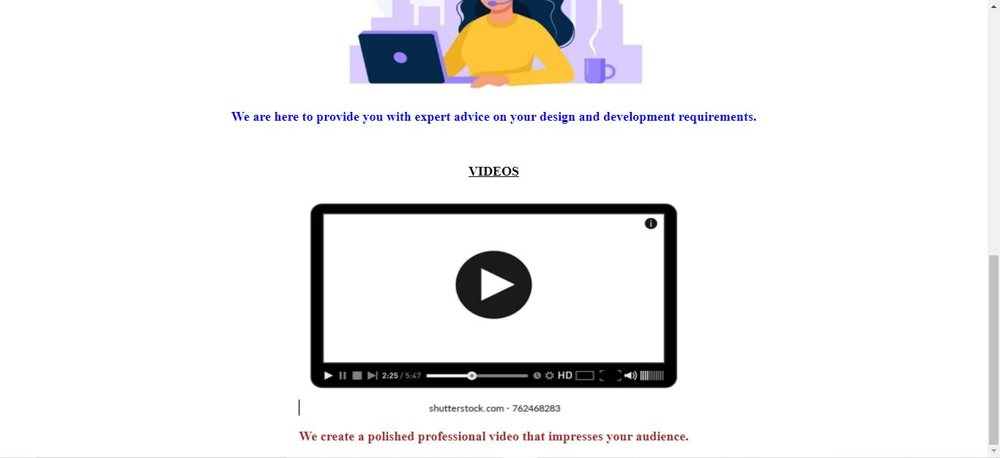 We are here to provide you with expert advice on your design and development requirements.
VIDEOS
i
2:25 / 5:47 HD
shutterstock.com · 762468283
We create a polished professional video that impresses your audience.